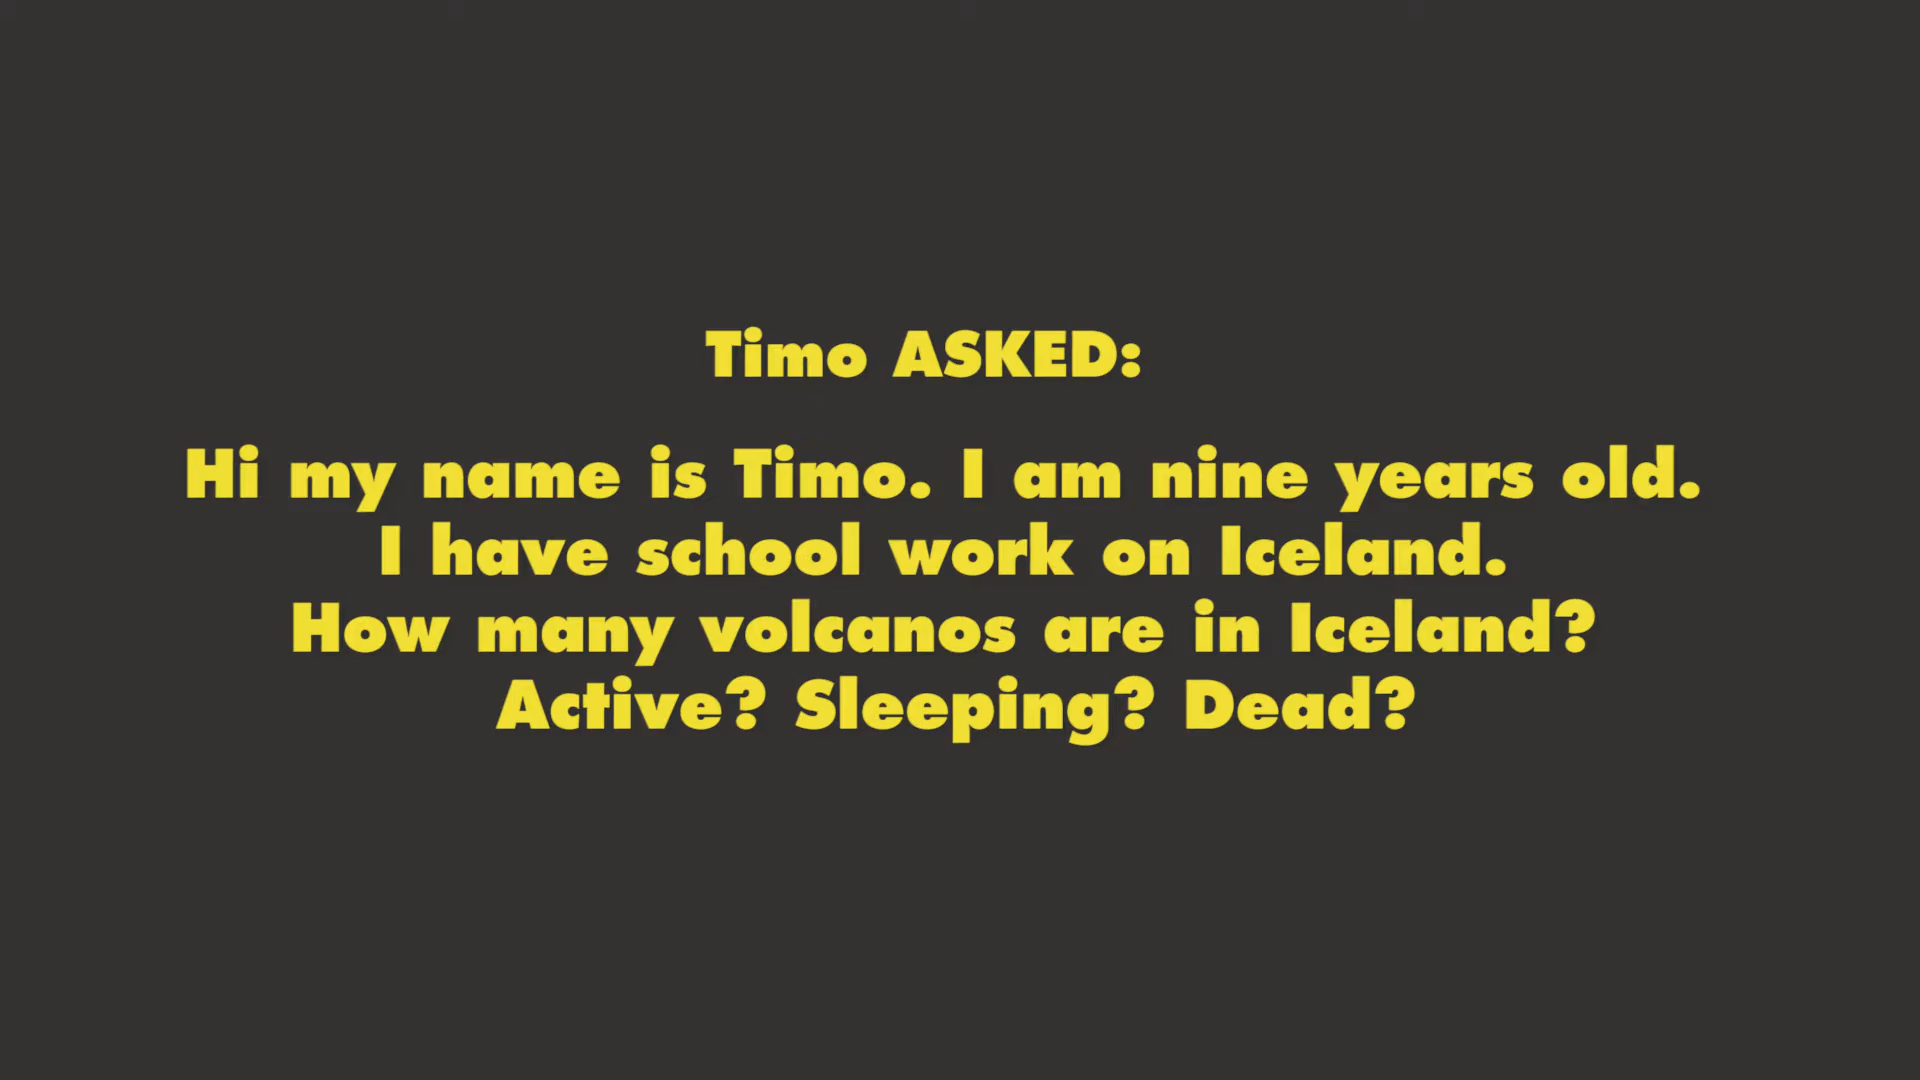 Timo ASKED:
Hi my name is Timo. I am nine years old.
I have school work on Iceland.
How many volcanos are in Iceland?
Active? Sleeping? Dead?